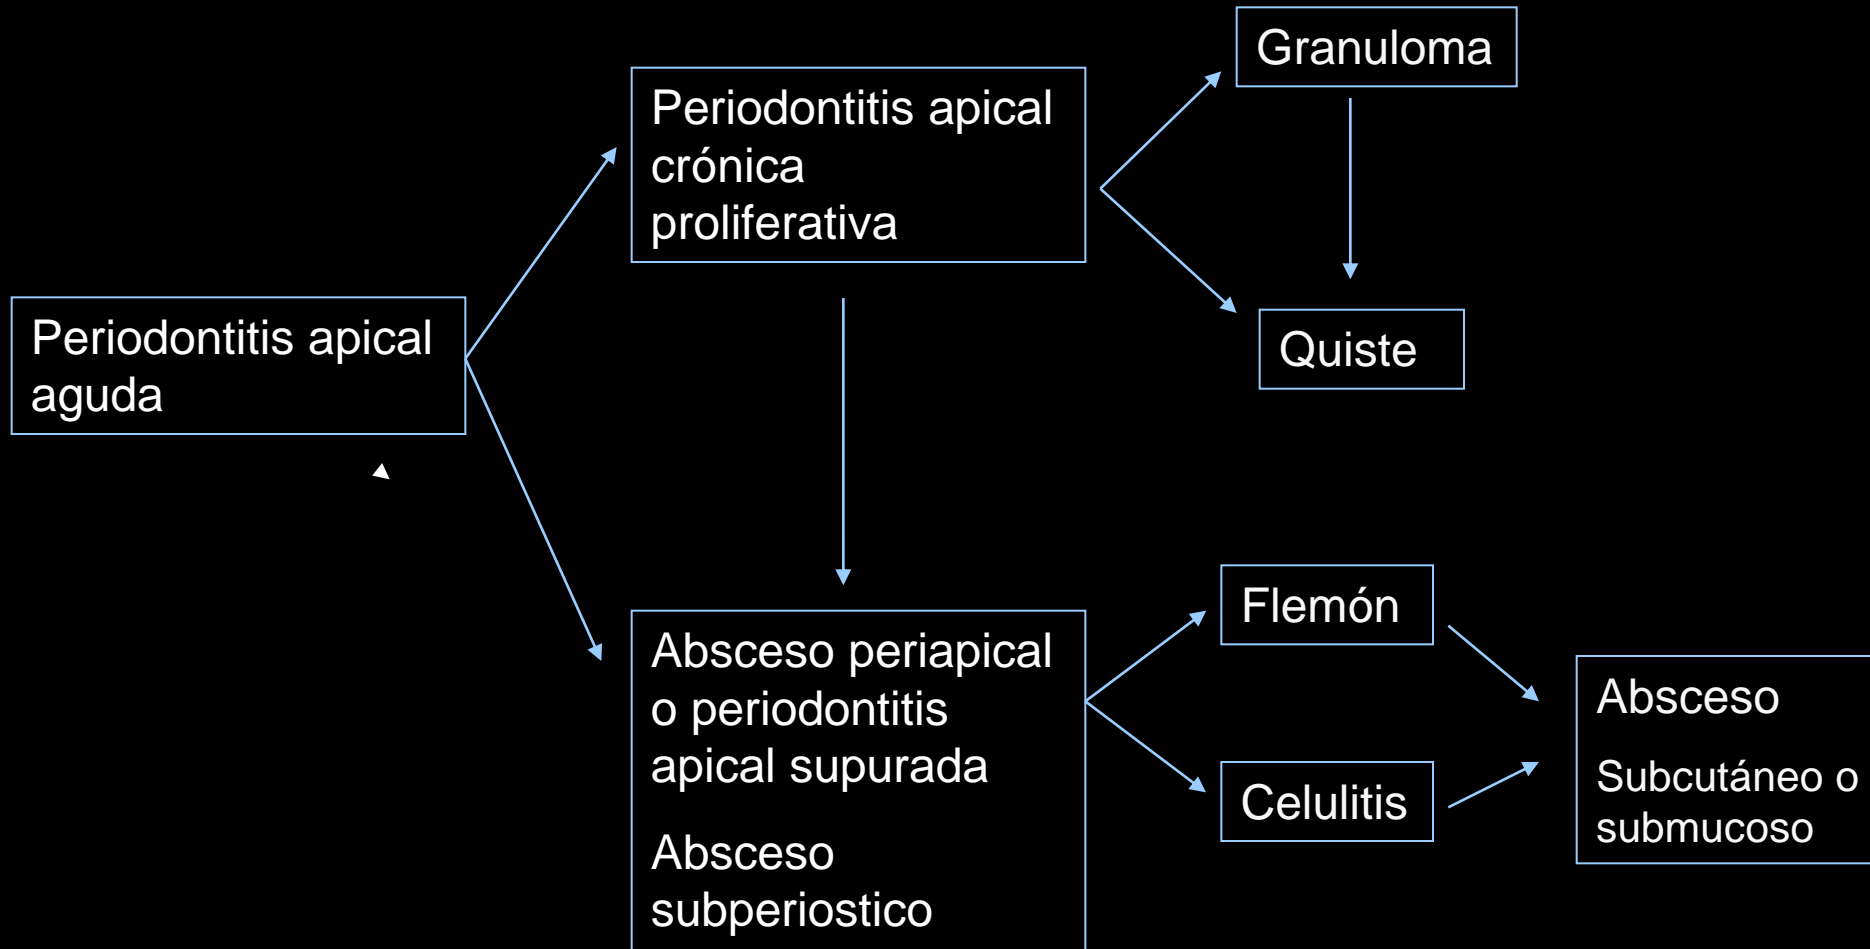 Granuloma
Periodontitis apical
crónica
proliferativa
Periodontitis apical
aguda
Quiste
Flemón
Absceso periapical
o periodontitis
apical supurada
Absceso
subperiostico
Celulitis
Absceso
Subcutáneo o
submucoso